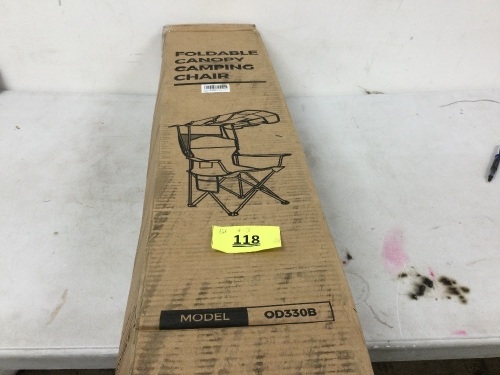 FOLDABLE
CANOPY
CAMPING
CHAIR
118
MODEL OD330B